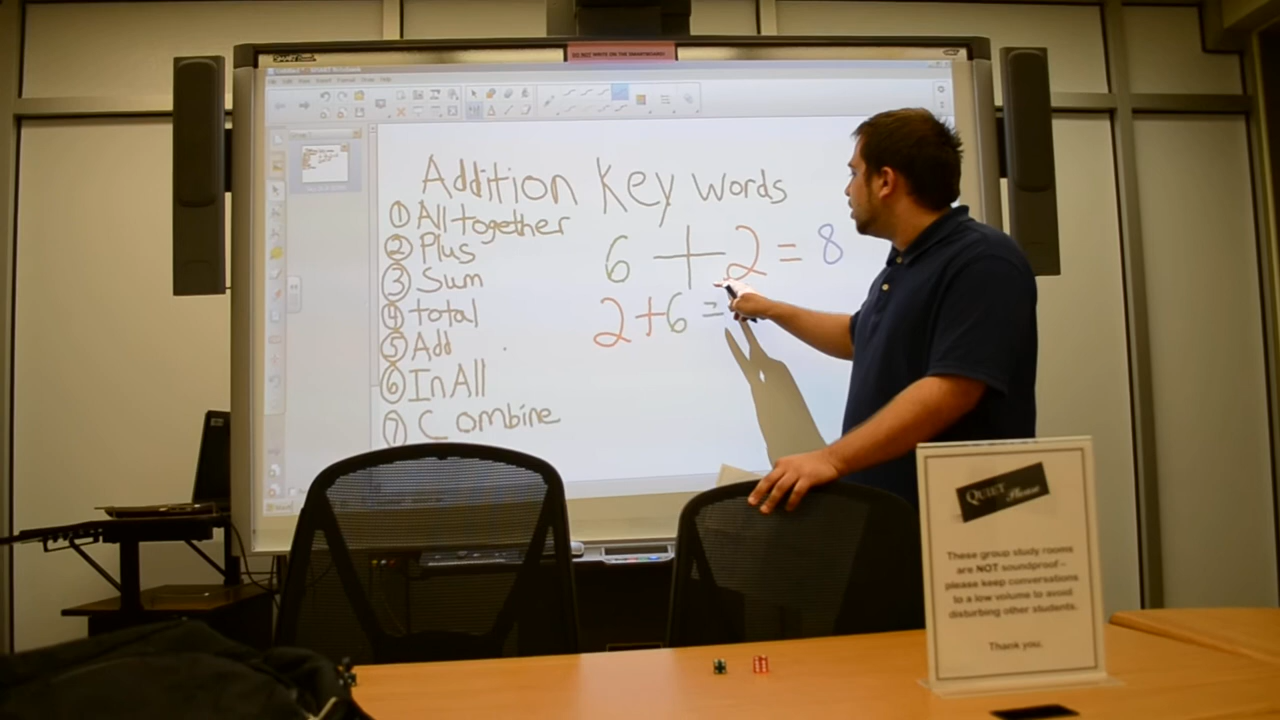 DO NOT WRITE ON THE SMARTBOARD!
SMART
Addition Key words
① All together
② Plus
③ Sum
④ total
⑤ Add
⑥ In All
⑦ Combine
6 + 2 = 8
2 + 6 =
QUIET Please
These group study rooms
are NOT soundproof –
please keep conversations
to a low volume to avoid
disturbing other students.
Thank you.